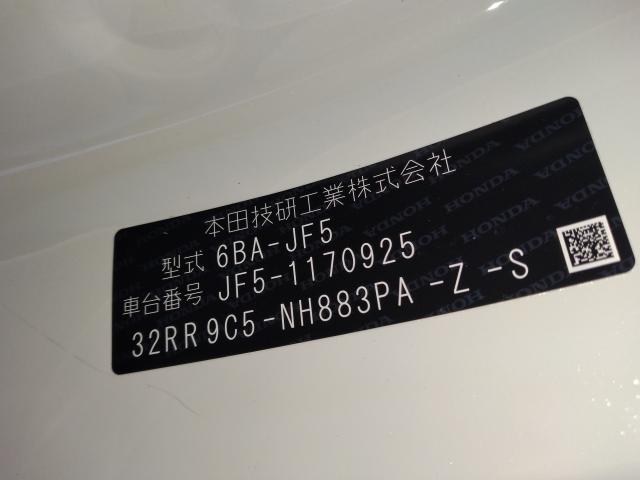 本田技研工業株式会社
型式 6BA-JF5
車台番号 JF5-1170925
32RR9C5-NH883PA-Z-S